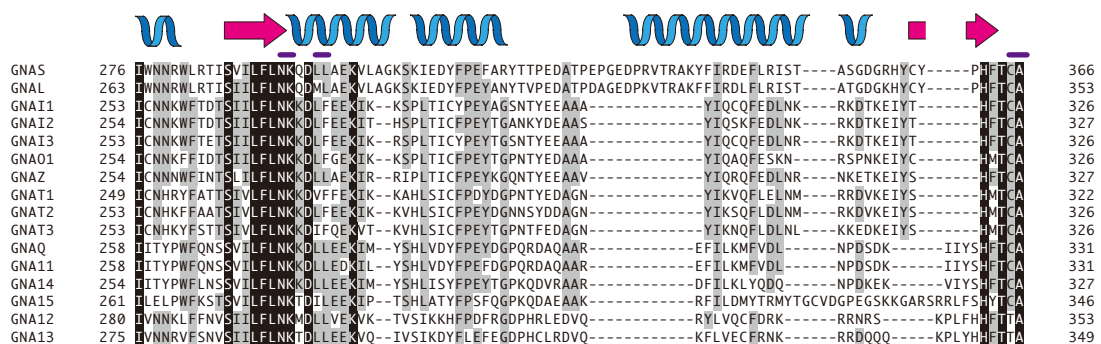 GNAS 276 IWNNRWLRTISVILFLNKQDLLAEKVLAGKSKIEDYFPEFARYTTPEDATPEPGEDPRVTRAKYFIRDEFLRIST----ASGDGRHYCY-----PHFTCA 366
GNAL 263 IWNNRWLRTISIILFLNKQDMLAEKVLAGKSKIEDYFPEYANYTVPEDATPDAGEDPKVTRAKFFIRDLFLRIST----ATGDGKHYCY-----PHFTCA 353
GNAI1 253 ICNNKWFTDTSIILFLNKKDLFEEKIK--KSPLTICYPEYAGSNTYEEAAA-------------YIQCQFEDLNK----RKDTKEIYT------HFTCA 326
GNAI2 254 ICNNKWFTDTSIILFLNKKDLFEEKIT--HSPLTICFPEYTGANKYDEAAS-------------YIQSKFEDLNK----RKDTKEIYT------HFTCA 327
GNAI3 253 ICNNKWFTETSIILFLNKKDLFEEKIK--RSPLTICYPEYTGSNTYEEAAA-------------YIQCQFEDLNR----RKDTKEIYT------HFTCA 326
GNAO1 254 ICNNKFFIDTSIILFLNKKDLFGEKIK--KSPLTICFPEYTGPNTYEDAAA-------------YIQAQFESKN-----RSPNKEIYC------HMTCA 326
GNAZ 254 ICNNNWFINTSLILFLNKKDLLAEKIR--RIPLTICFPEYKGQNTYEEAAV-------------YIQRQFEDLNR----NKETKEIYS------HFTCA 327
GNAT1 249 ICNHRYFATTSIVLFLNKKDVFFEKIK--KAHLSICFPDYDGPNTYEDAGN-------------YIKVQFLELNM----RRDVKEIYS------HMTCA 322
GNAT2 253 ICNHKFFAATSIVLFLNKKDLFEEKIK--KVHLSICFPEYDGNNSYDDAGN-------------YIKSQFLDLNM----RKDVKEIYS------HMTCA 326
GNAT3 253 ICNHKYFSTTSIVLFLNKKDIFQEKVT--KVHLSICFPEYTGPNTFEDAGN-------------YIKNQFLDLNL----KKEDKEIYS------HMTCA 326
GNAQ 258 IITYPWFQNSSVILFLNKKDLLEEKIM--YSHLVDYFPEYDGPQRDAQAAR------------EFILKMFVDL------NPDSDK-----IIYSHFTCA 331
GNA11 258 IITYPWFQNSSVILFLNKKDLLEDKIL--YSHLVDYFPEFDGPQRDAQAAR------------EFILKMFVDL------NPDSDK-----IIYSHFTCA 331
GNA14 254 IITYPWFLNSSVILFLNKKDLLEEKIM--YSHLISYFPEYTGPKQDVRAAR------------DFILKLYQDQ------NPDKEK-----VIYSHFTCA 327
GNA15 261 ILELPWFKSTSVILFLNKTDILEEKIP--TSHLATYFPSFQGPKQDAEAAK------------RFILDMYTRMYTGCVDGPEGSKKGARSRRLFSHYTCA 346
GNA12 280 IVNNKLFFNVSIILFLNKMDLLVEKVK--TVSIKKHFPDFRGDPHRLEDVQ------------RYLVQCFDRK------RRNRS-----KPLFHHFTTA 353
GNA13 275 IVNNRVFSNVSIILFLNKTDLLEEKVQ--IVSIKDYFLEFEGDPHCLRDVQ------------KFLVECFRNK------RRDQQQ----KPLYHHFTTA 349